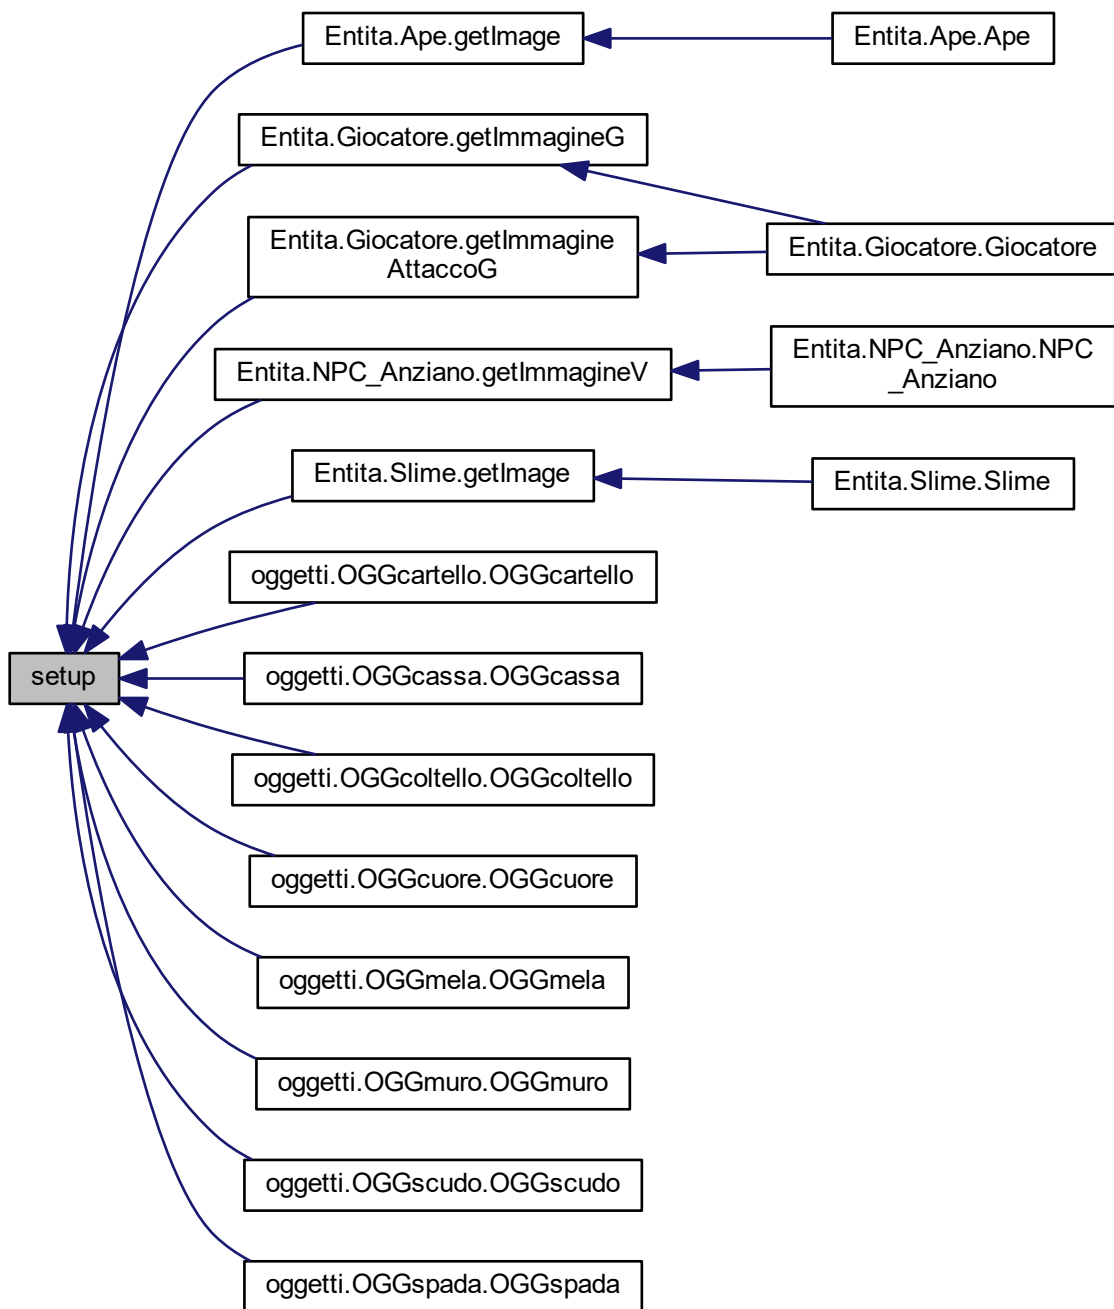 Entita.Ape.getImage
Entita.Ape.Ape
Entita.Giocatore.getImmagineG
Entita.Giocatore.getImmagine
AttaccoG
Entita.Giocatore.Giocatore
Entita.NPC_Anziano.getImmagineV
Entita.NPC_Anziano.NPC
_Anziano
Entita.Slime.getImage
Entita.Slime.Slime
oggetti.OGGcartello.OGGcartello
setup
oggetti.OGGcassa.OGGcassa
oggetti.OGGcoltello.OGGcoltello
oggetti.OGGcuore.OGGcuore
oggetti.OGGmela.OGGmela
oggetti.OGGmuro.OGGmuro
oggetti.OGGscudo.OGGscudo
oggetti.OGGspada.OGGspada